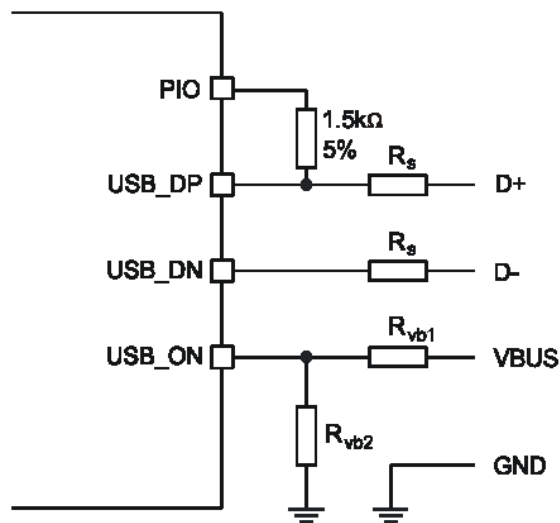 PIO
1.5kΩ
5%
USB_DP
Rs
D+
USB_DN
Rs
D-
USB_ON
Rvb1
VBUS
Rvb2
GND